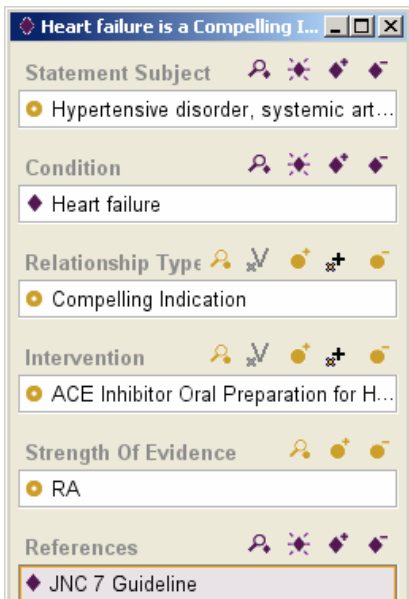 Heart failure is a Compelling I...
Statement Subject
Hypertensive disorder, systemic art...
Condition
Heart failure
Relationship Type
Compelling Indication
Intervention
ACE Inhibitor Oral Preparation for H...
Strength Of Evidence
RA
References
JNC 7 Guideline